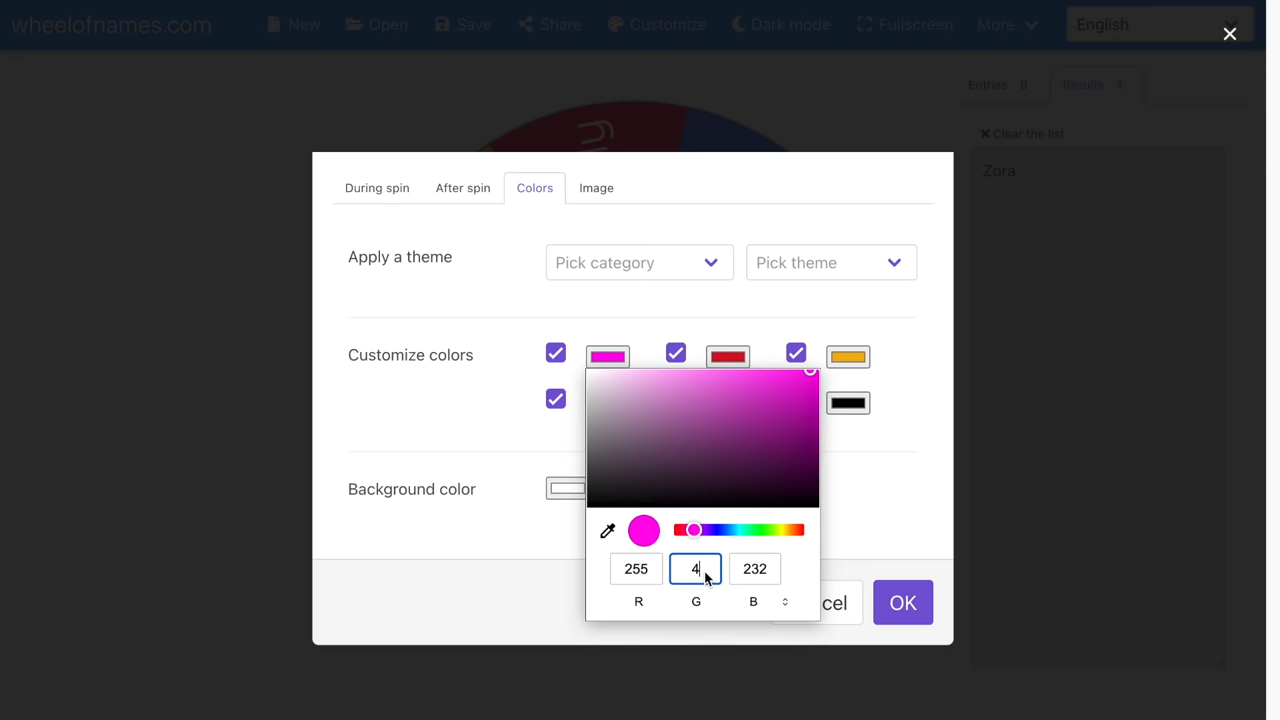 wheelofnames.com New Open Save Share Customize Dark mode Fullscreen More English
Entries 8 Results 1
Clear the list
Zora
During spin After spin Colors Image
Apply a theme Pick category Pick theme
Customize colors
Background color
255 4 232
R G B
cel OK